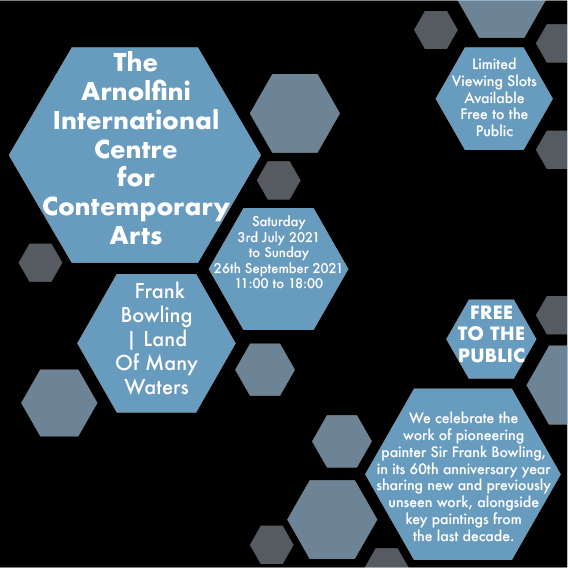 The
Arnolfini
International
Centre
for
Contemporary
Arts
Limited
Viewing Slots
Available
Free to the
Public
Saturday
3rd July 2021
to Sunday
26th September 2021
11:00 to 18:00
Frank
Bowling
| Land
Of Many
Waters
FREE
TO THE
PUBLIC
We celebrate the
work of pioneering
painter Sir Frank Bowling,
in its 60th anniversary year
sharing new and previously
unseen work, alongside
key paintings from
the last decade.